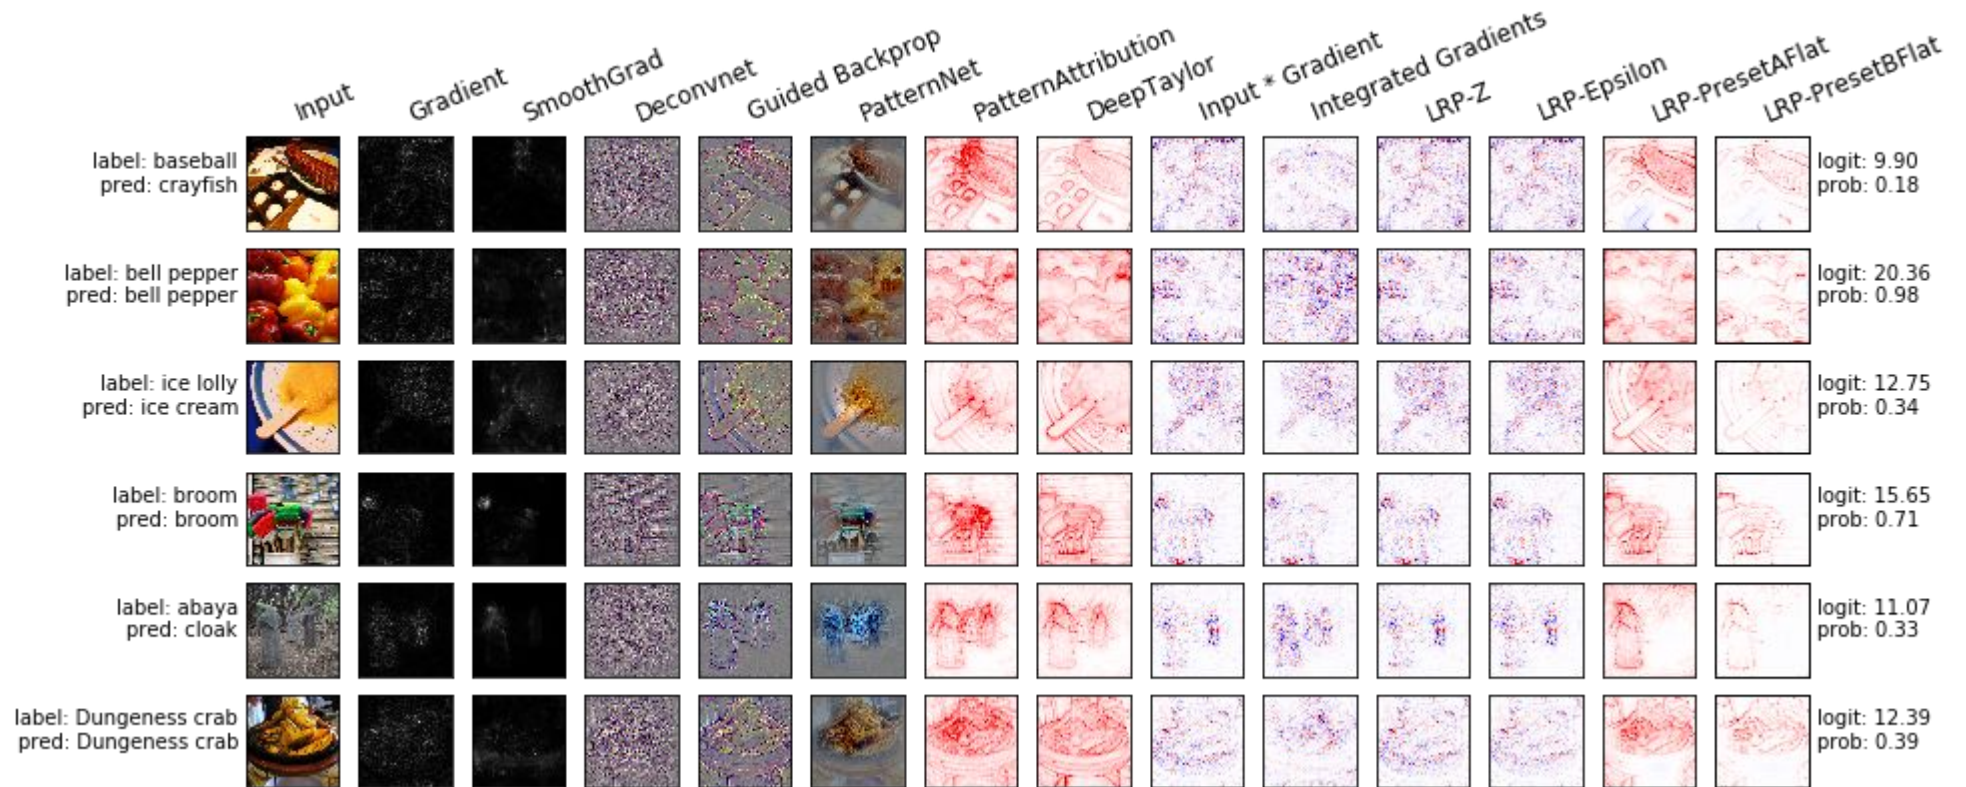 Input
Gradient
SmoothGrad
Deconvnet
Guided Backprop
PatternNet
PatternAttribution
DeepTaylor
Input * Gradient
Integrated Gradients
LRP-Z
LRP-Epsilon
LRP-PresetAFlat
LRP-PresetBFlat
label: baseball
pred: crayfish
logit: 9.90
prob: 0.18
label: bell pepper
pred: bell pepper
logit: 20.36
prob: 0.98
label: ice lolly
pred: ice cream
logit: 12.75
prob: 0.34
label: broom
pred: broom
logit: 15.65
prob: 0.71
label: abaya
pred: cloak
logit: 11.07
prob: 0.33
label: Dungeness crab
pred: Dungeness crab
logit: 12.39
prob: 0.39